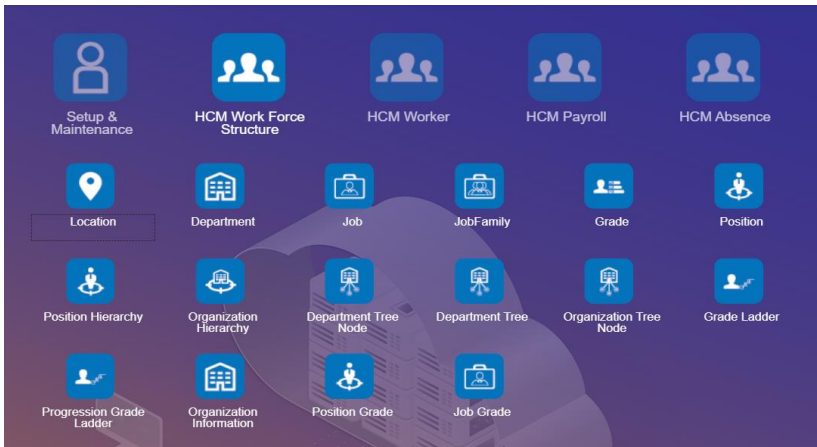 Setup &
Maintenance
HCM Work Force
Structure
HCM Worker
HCM Payroll
HCM Absence
Location
Department
Job
JobFamily
Grade
Position
Position Hierarchy
Organization
Hierarchy
Department Tree
Node
Department Tree
Organization Tree
Node
Grade Ladder
Progression Grade
Ladder
Organization
Information
Position Grade
Job Grade